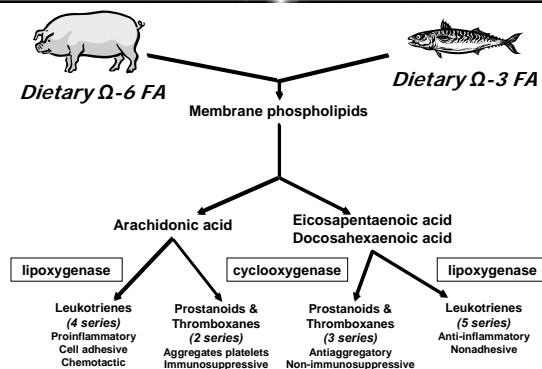 Dietary Ω-6 FA
Dietary Ω-3 FA
Membrane phospholipids
Arachidonic acid
Eicosapentaenoic acid
Docosahexaenoic acid
lipoxygenase
cyclooxygenase
lipoxygenase
Leukotrienes
(4 series)
Proinflammatory
Cell adhesive
Chemotactic
Prostanoids &
Thromboxanes
(2 series)
Aggregates platelets
Immunosuppressive
Prostanoids &
Thromboxanes
(3 series)
Antiaggregatory
Non-immunosuppressive
Leukotrienes
(5 series)
Anti-inflammatory
Nonadhesive